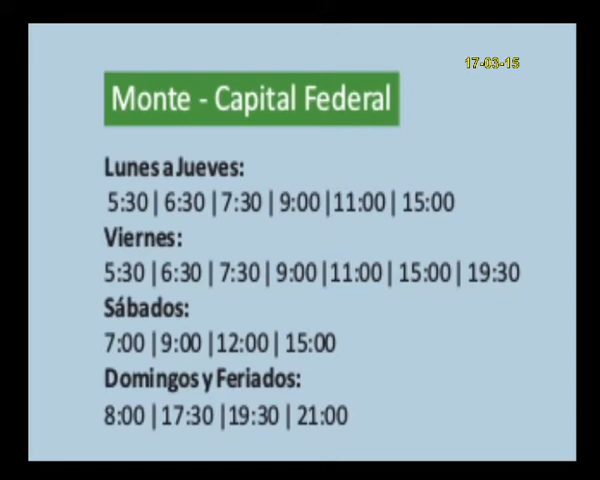 17-03-15
Monte - Capital Federal
Lunes a Jueves:
5:30 | 6:30 | 7:30 | 9:00 | 11:00 | 15:00
Viernes:
5:30 | 6:30 | 7:30 | 9:00 | 11:00 | 15:00 | 19:30
Sábados:
7:00 | 9:00 | 12:00 | 15:00
Domingos y Feriados:
8:00 | 17:30 | 19:30 | 21:00